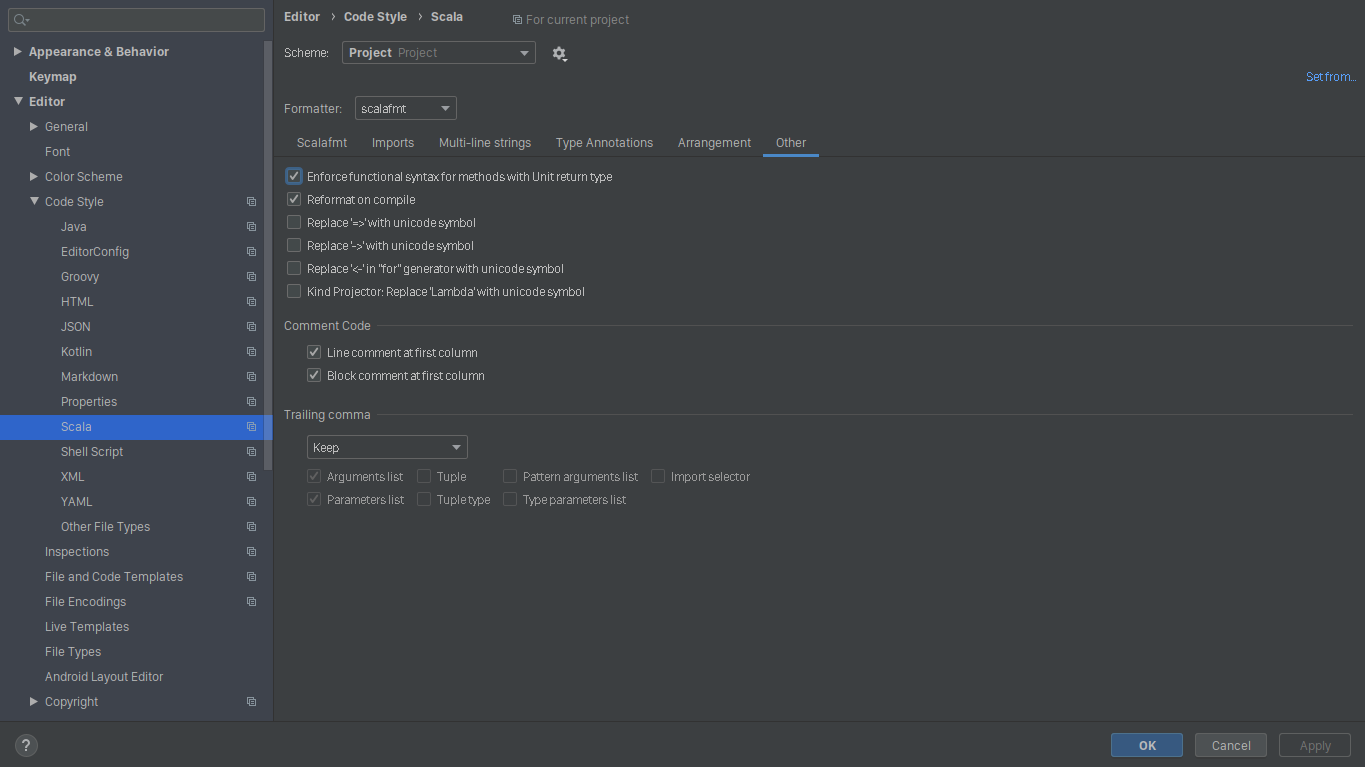 Appearance & Behavior
Keymap
Editor
General
Font
Color Scheme
Code Style
Java
EditorConfig
Groovy
HTML
JSON
Kotlin
Markdown
Properties
Scala
Shell Script
XML
YAML
Other File Types
Inspections
File and Code Templates
File Encodings
Live Templates
File Types
Android Layout Editor
Copyright
?
Editor › Code Style › Scala For current project
Scheme: Project Project
Set from...
Formatter: scalafmt
Scalafmt Imports Multi-line strings Type Annotations Arrangement Other
Enforce functional syntax for methods with Unit return type
Reformat on compile
Replace '=>' with unicode symbol
Replace '->' with unicode symbol
Replace '<-' in "for" generator with unicode symbol
Kind Projector: Replace 'Lambda' with unicode symbol
Comment Code
Line comment at first column
Block comment at first column
Trailing comma
Keep
Arguments list Tuple Pattern arguments list Import selector
Parameters list Tuple type Type parameters list
OK Cancel Apply